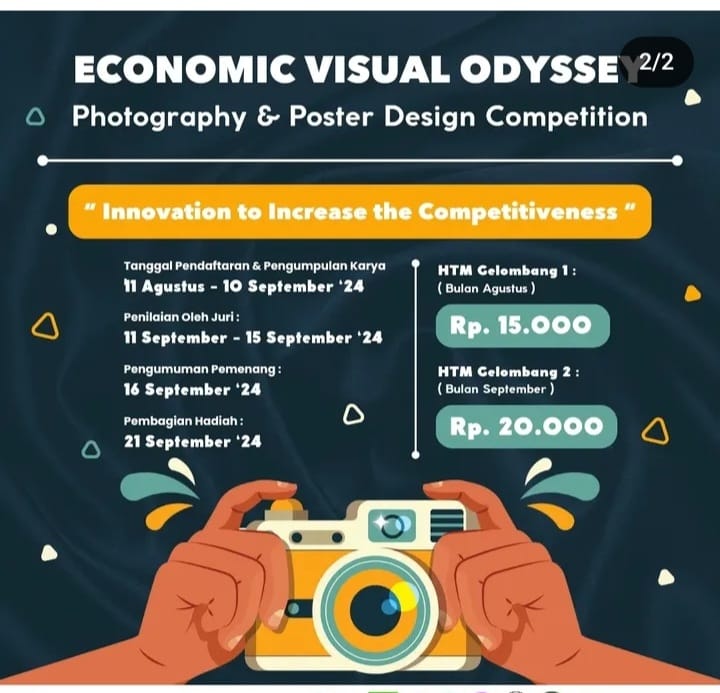 ECONOMIC VISUAL ODYSSEY
2/2
Photography & Poster Design Competition
“ Innovation to Increase the Competitiveness ”
Tanggal Pendaftaran & Pengumpulan Karya
11 Agustus - 10 September ‘24
Penilaian Oleh Juri :
11 September - 15 September ‘24
Pengumuman Pemenang :
16 September ‘24
Pembagian Hadiah :
21 September ‘24
HTM Gelombang 1 :
( Bulan Agustus )
Rp. 15.000
HTM Gelombang 2 :
( Bulan September )
Rp. 20.000